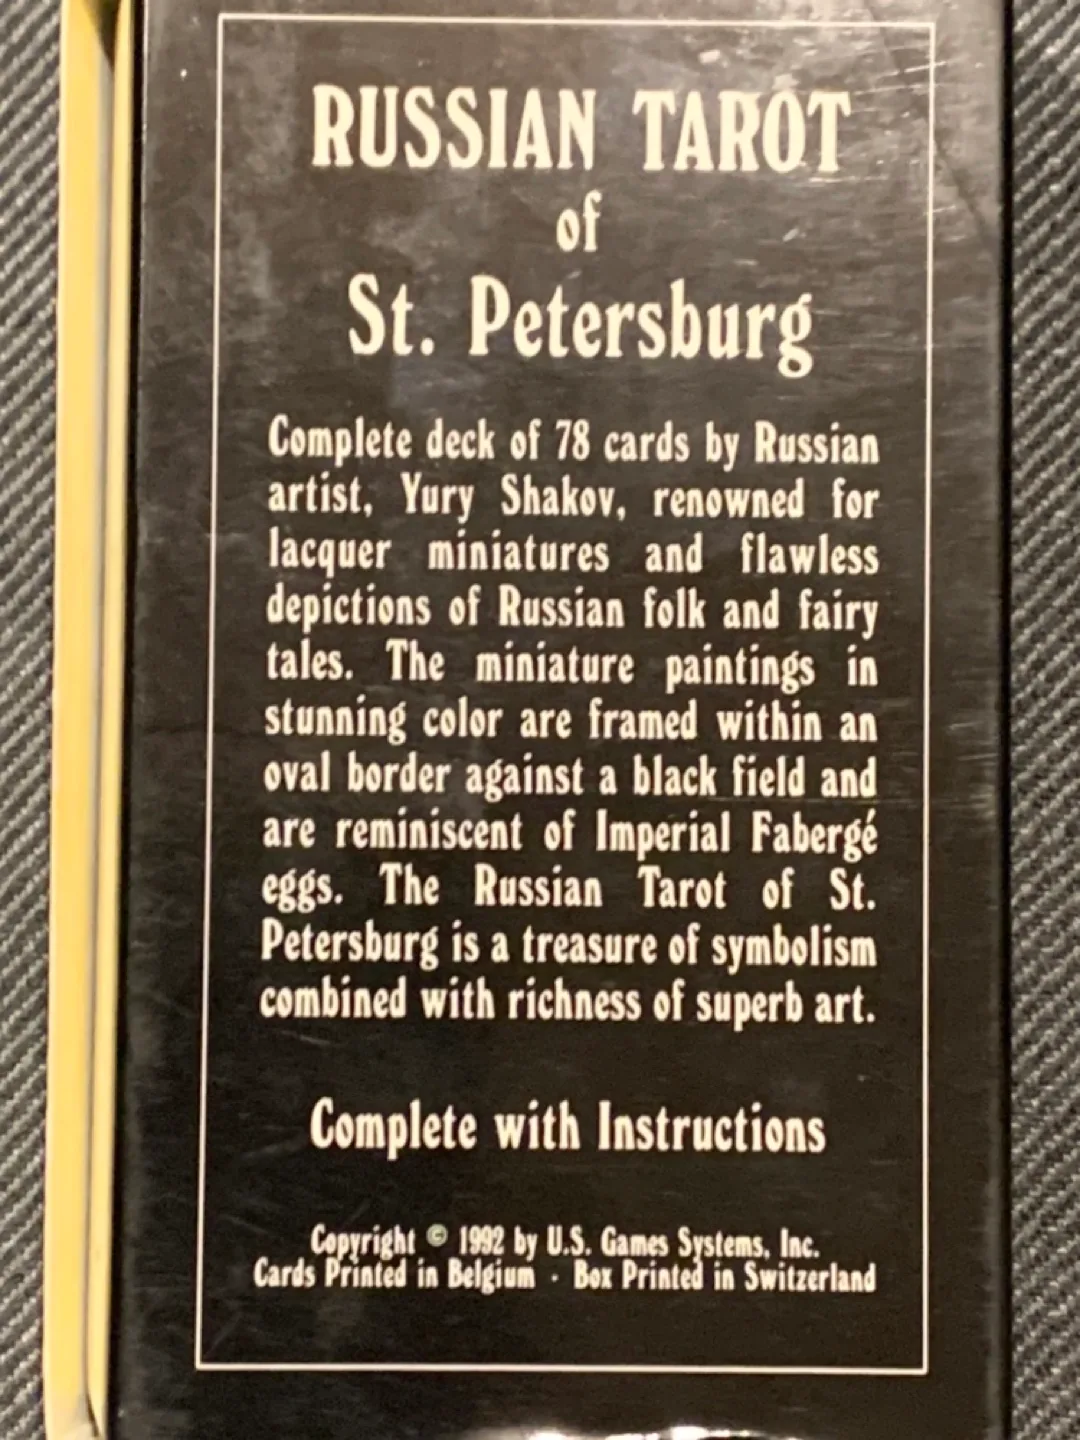 RUSSIAN TAROT
of
St. Petersburg
Complete deck of 78 cards by Russian
artist, Yury Shakov, renowned for
lacquer miniatures and flawless
depictions of Russian folk and fairy
tales. The miniature paintings in
stunning color are framed within an
oval border against a black field and
are reminiscent of Imperial Fabergé
eggs. The Russian Tarot of St.
Petersburg is a treasure of symbolism
combined with richness of superb art.
Complete with Instructions
Copyright © 1992 by U.S. Games Systems, Inc.
Cards Printed in Belgium · Box Printed in Switzerland